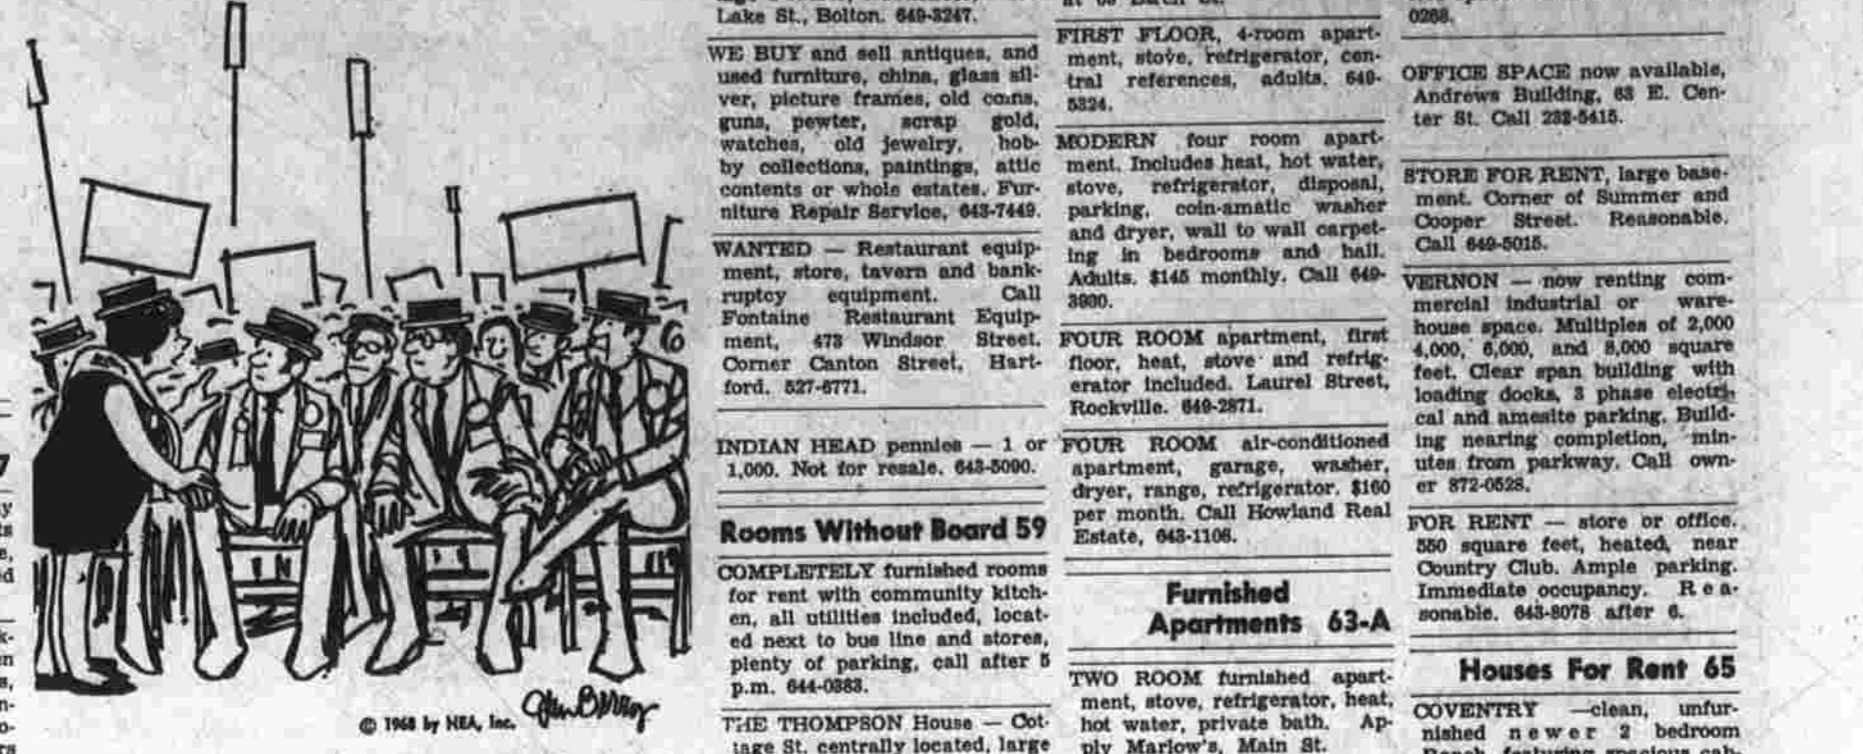 7
y
ts
e,
d
k-
en
s,
n-
o-
rs
© 1968 by NEA, Inc.
Lake St., Bolton. 649-3247.
WE BUY and sell antiques, and
used furniture, china, glass sil-
ver, picture frames, old coins,
guns, pewter, scrap gold,
watches, old jewelry, hob-
by collections, paintings, attic
contents or whole estates. Fur-
niture Repair Service, 643-7449.
WANTED — Restaurant equip-
ment, store, tavern and bank-
ruptcy equipment. Call
Fontaine Restaurant Equip-
ment, 473 Windsor Street.
Corner Canton Street, Hart-
ford. 527-6771.
INDIAN HEAD pennies — 1 or
1,000. Not for resale. 643-5090.
Rooms Without Board 59
COMPLETELY furnished rooms
for rent with community kitch-
en, all utilities included, locat-
ed next to bus line and stores,
plenty of parking, call after 5
p.m. 644-0383.
THE THOMPSON House — Cot-
tage St. centrally located, large
FIRST FLOOR, 4-room apart-
ment, stove, refrigerator, cen-
tral references, adults. 649-
5324.
MODERN four room apart-
ment. Includes heat, hot water,
stove, refrigerator, disposal,
parking, coin-amatic washer
and dryer, wall to wall carpet-
ing in bedrooms and hall.
Adults. $145 monthly. Call 649-
FOUR ROOM apartment, first
floor, heat, stove and refrig-
erator included. Laurel Street,
Rockville. 649-2871.
FOUR ROOM air-conditioned
apartment, garage, washer,
dryer, range, refrigerator. $160
per month. Call Howland Real
Estate, 643-1108.
Furnished
Apartments 63-A
TWO ROOM furnished apart-
ment, stove, refrigerator, heat,
hot water, private bath. Ap-
ply Marlow's, Main St.
0268.
OFFICE SPACE now available,
Andrews Building, 63 E. Cen-
ter St. Call 232-5415.
STORE FOR RENT, large base-
ment. Corner of Summer and
Cooper Street. Reasonable.
Call 649-5015.
VERNON — now renting com-
mercial industrial or ware-
house space. Multiples of 2,000
4,000, 6,000, and 8,000 square
feet. Clear span building with
loading docks, 3 phase electri-
cal and amesite parking. Build-
ing nearing completion, min-
utes from parkway. Call own-
er 872-0528.
FOR RENT — store or office.
550 square feet, heated, near
Country Club. Ample parking.
Immediate occupancy. Rea-
sonable. 643-8078 after 6.
Houses For Rent 65
COVENTRY —clean, unfur-
nished newer 2 bedroom